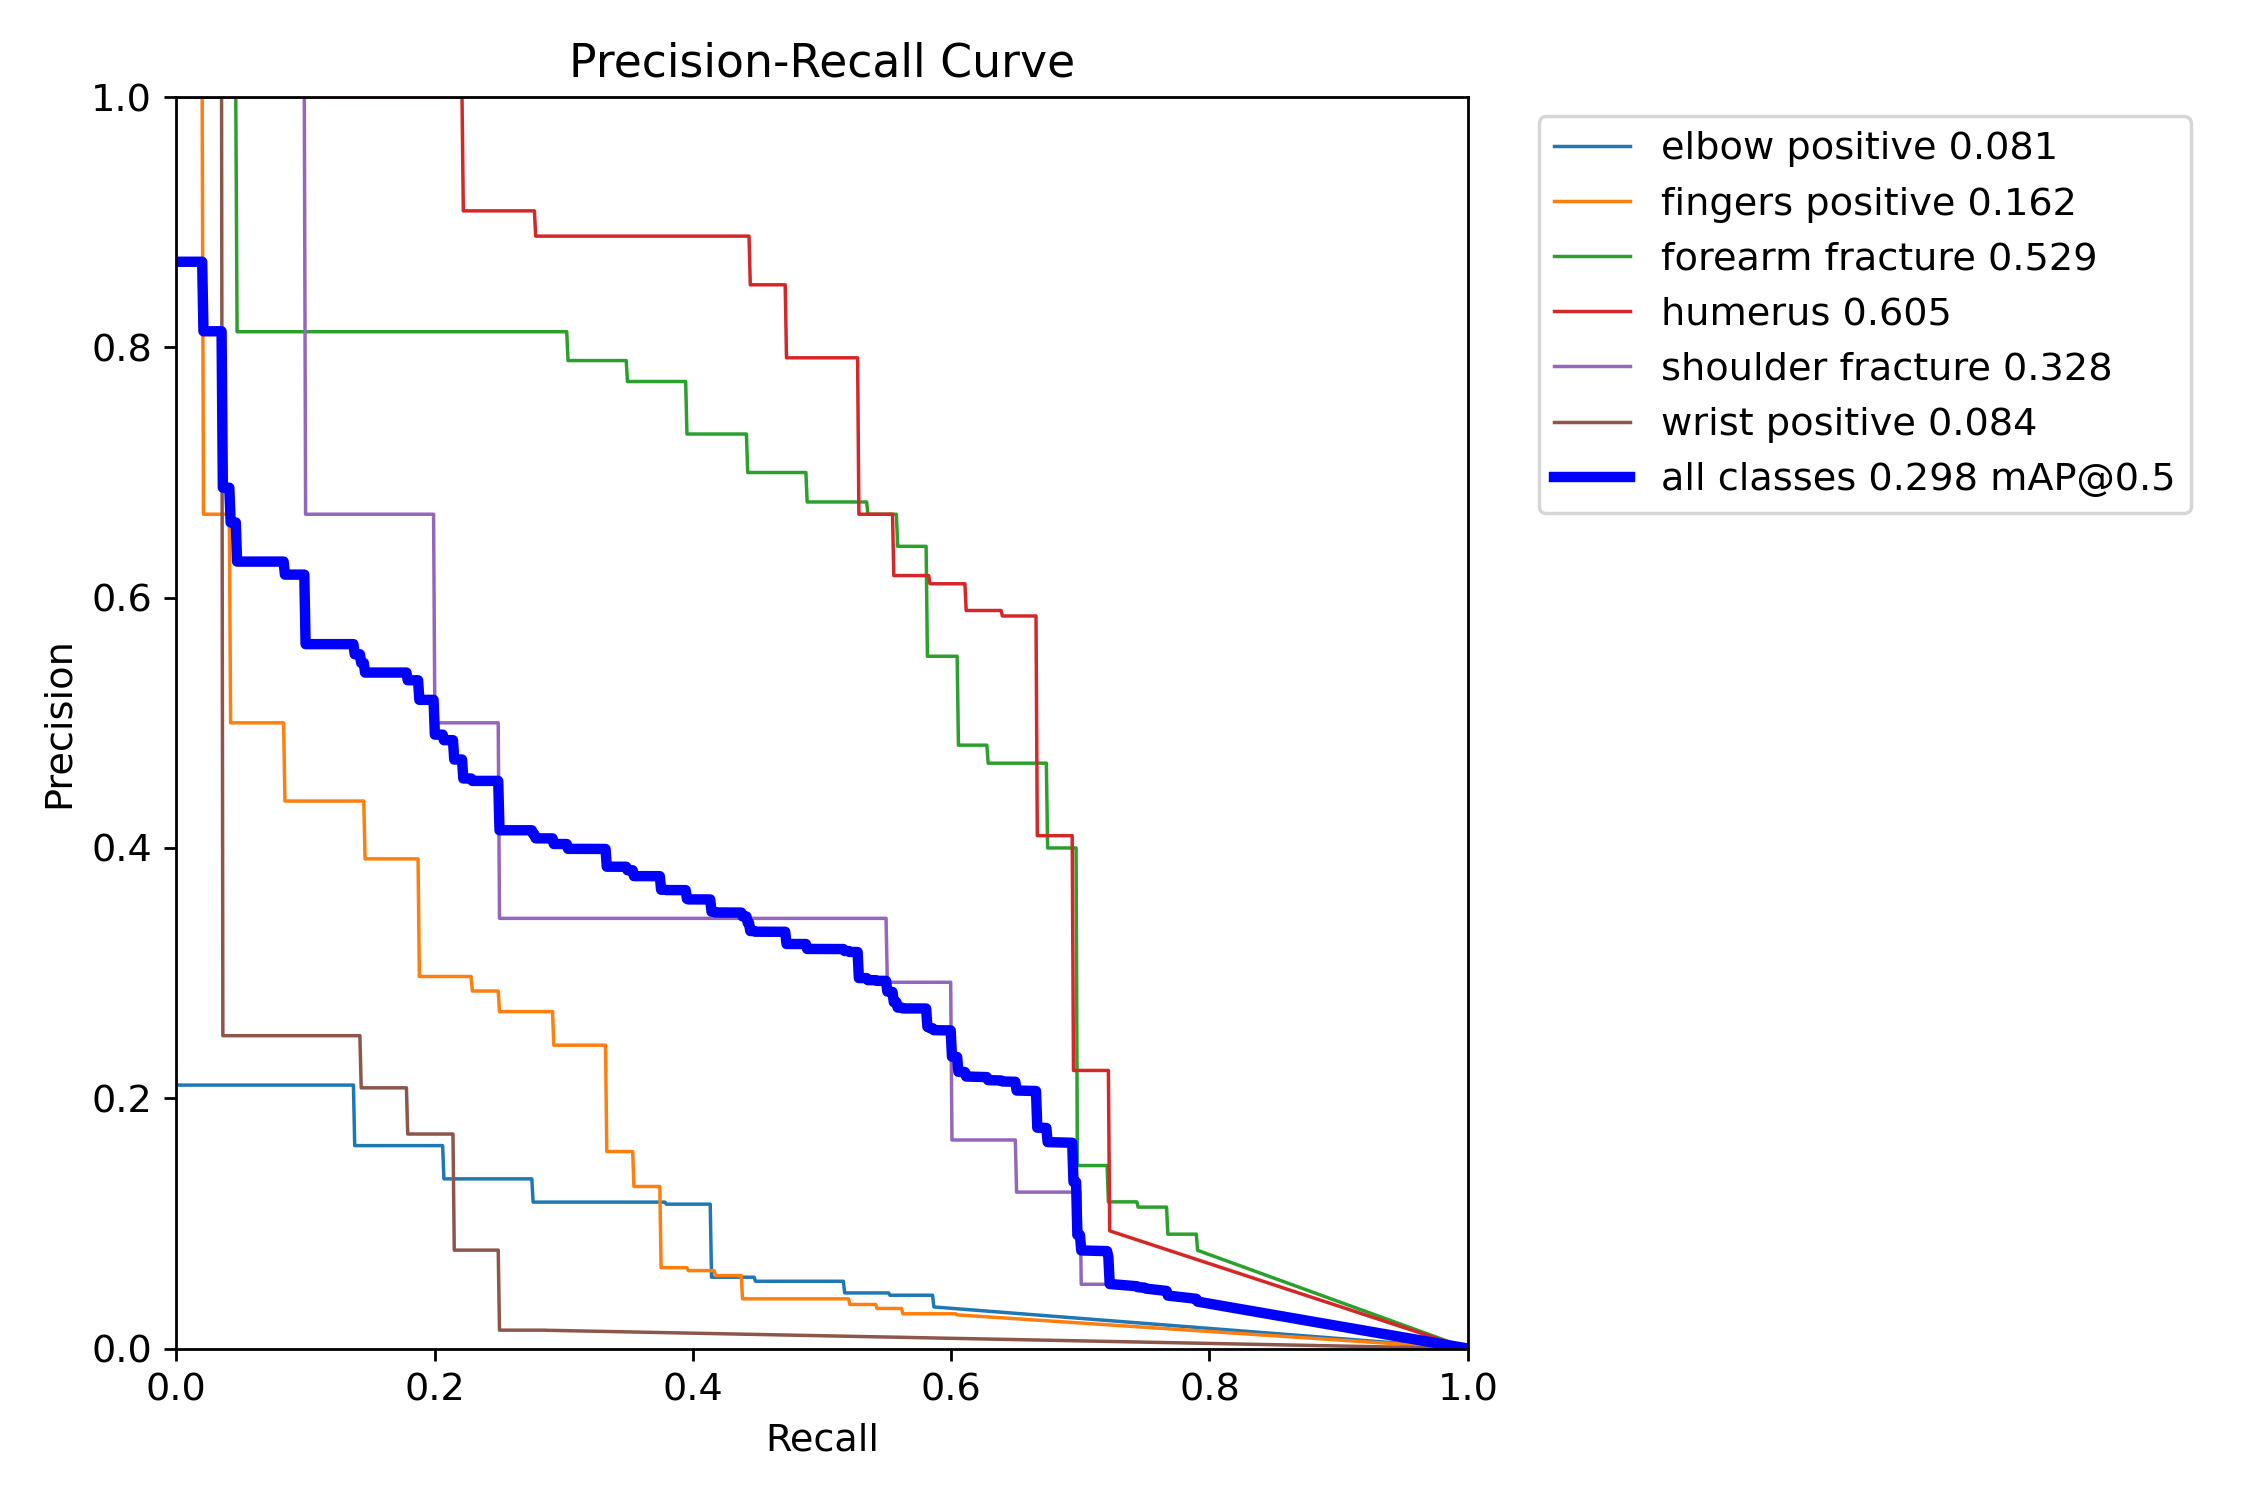 Precision-Recall Curve
1.0
0.8
0.6
0.4
0.2
0.0
Precision
0.0 0.2 0.4 0.6 0.8 1.0
Recall
elbow positive 0.081
fingers positive 0.162
forearm fracture 0.529
humerus 0.605
shoulder fracture 0.328
wrist positive 0.084
all classes 0.298 mAP@0.5